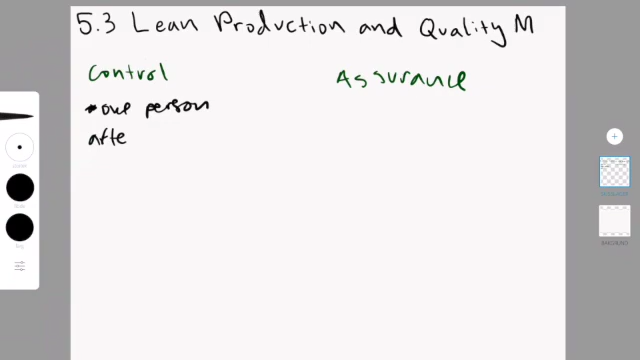 5.3 Lean Production and Quality M
Control
Assurance
*one person
afte